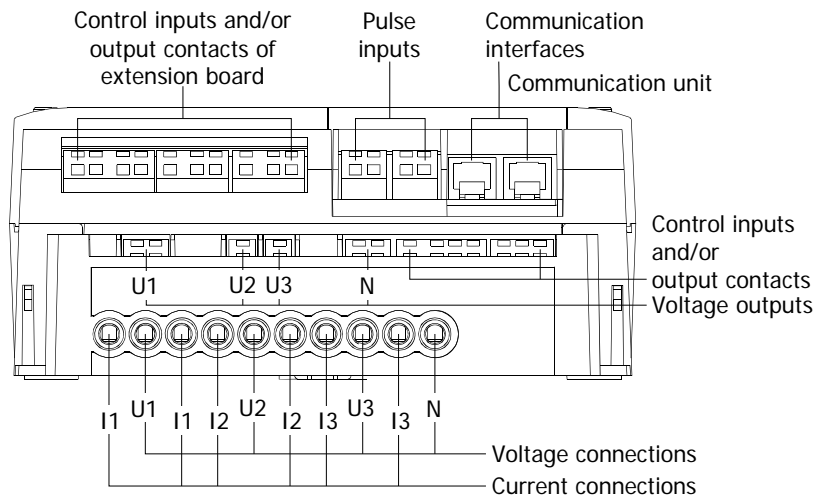 Control inputs and/or
output contacts of
extension board
Pulse
inputs
Communication
interfaces
Communication unit
Control inputs
and/or
output contacts
Voltage outputs
U1 U2 U3 N
I1 U1 I1 I2 U2 I2 I3 U3 I3 N
Voltage connections
Current connections